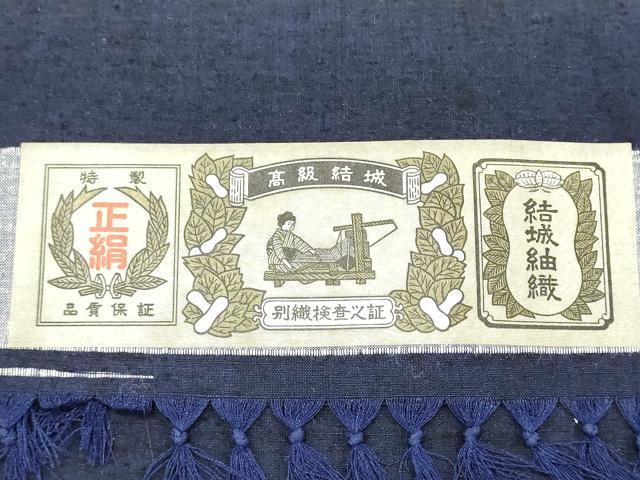 特製
正絹
品質保証
高級結城
別織検査之証
結城紬織